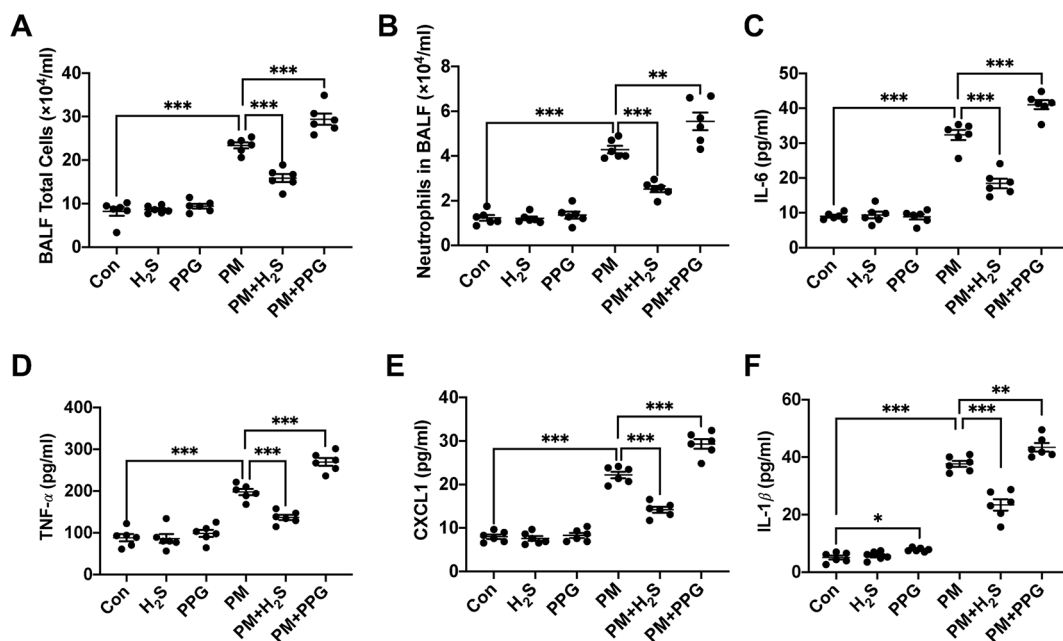 A
BALF Total Cells (×10⁴/ml)
40
30
20
10
0
***
***
***
Con
H₂S
PPG
PM
PM+H₂S
PM+PPG
B
Neutrophils in BALF (×10⁴/ml)
8
6
4
2
0
***
***
**
Con
H₂S
PPG
PM
PM+H₂S
PM+PPG
C
IL-6 (pg/ml)
50
40
30
20
10
0
***
***
***
Con
H₂S
PPG
PM
PM+H₂S
PM+PPG
D
TNF-α (pg/ml)
400
300
200
100
0
***
***
***
Con
H₂S
PPG
PM
PM+H₂S
PM+PPG
E
CXCL1 (pg/ml)
40
30
20
10
0
***
***
***
Con
H₂S
PPG
PM
PM+H₂S
PM+PPG
F
IL-1β (pg/ml)
60
40
20
0
*
***
***
**
Con
H₂S
PPG
PM
PM+H₂S
PM+PPG